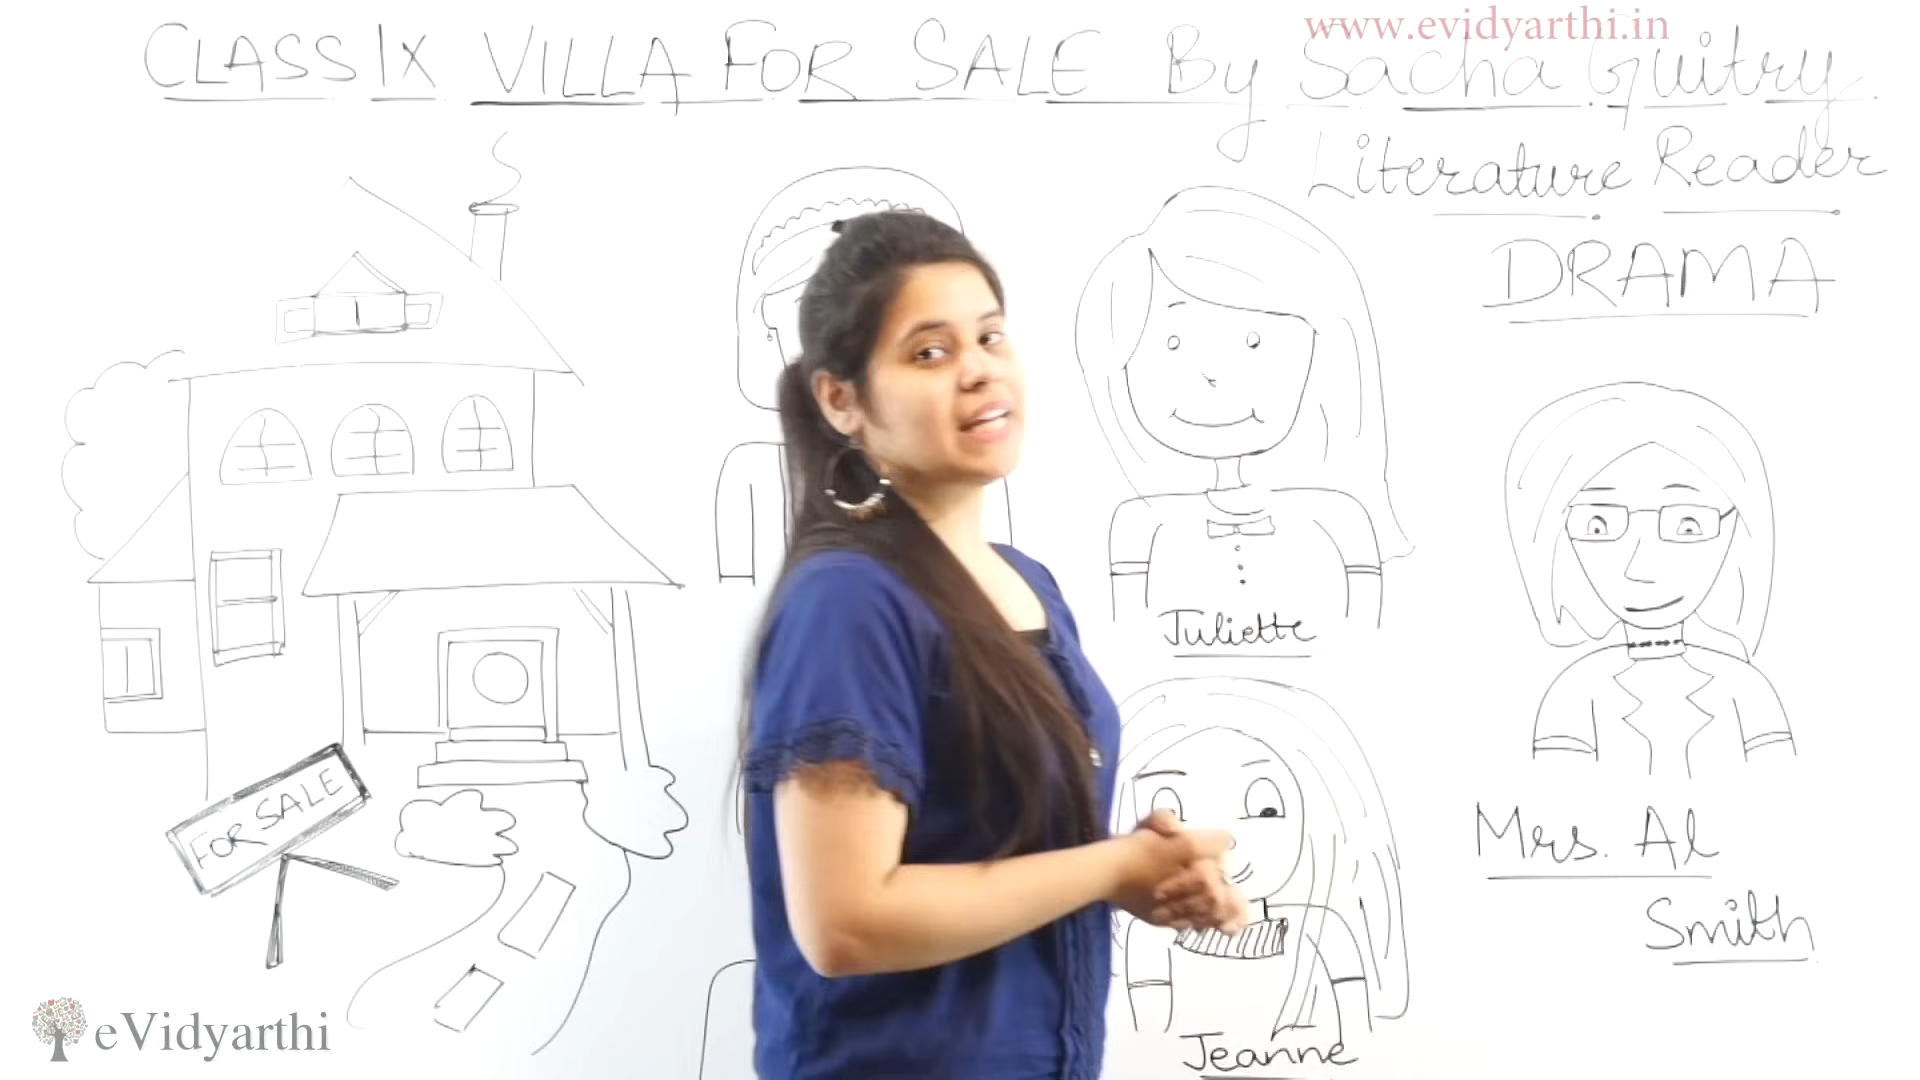 www.evidyarthi.in
CLASS IX VILLA FOR SALE By Sacha Guitry
Literature Reader
DRAMA
Juliette
FOR SALE
Mrs. Al
Smith
Jeanne
eVidyarthi